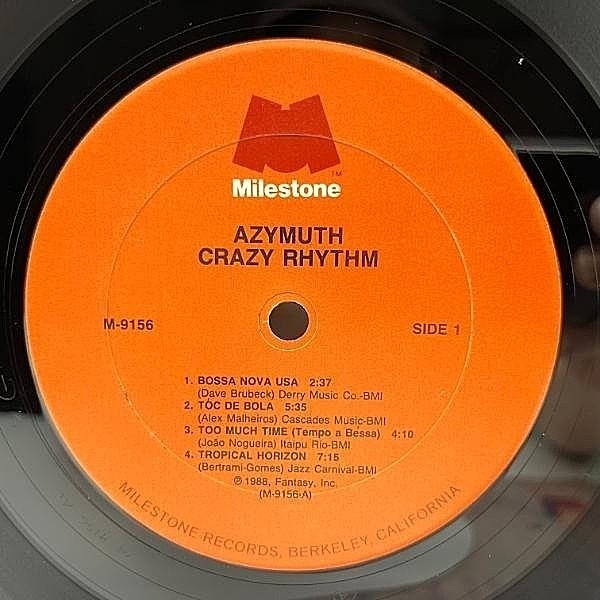 TM
Milestone
AZYMUTH
CRAZY RHYTHM
M-9156
SIDE 1
1. BOSSA NOVA USA 2:37
(Dave Brubeck) Derry Music Co.-BMI
2. TÓC DE BOLA 5:35
(Alex Malheiros) Cascades Music-BMI
3. TOO MUCH TIME (Tempo a Bessa) 4:10
(João Nogueira) Itaipu Rio-BMI
4. TROPICAL HORIZON 7:15
(Bertrami-Gomes) Jazz Carnival-BMI
℗ 1988, Fantasy, Inc.
(M-9156-A)
MILESTONE RECORDS, BERKELEY, CALIFORNIA